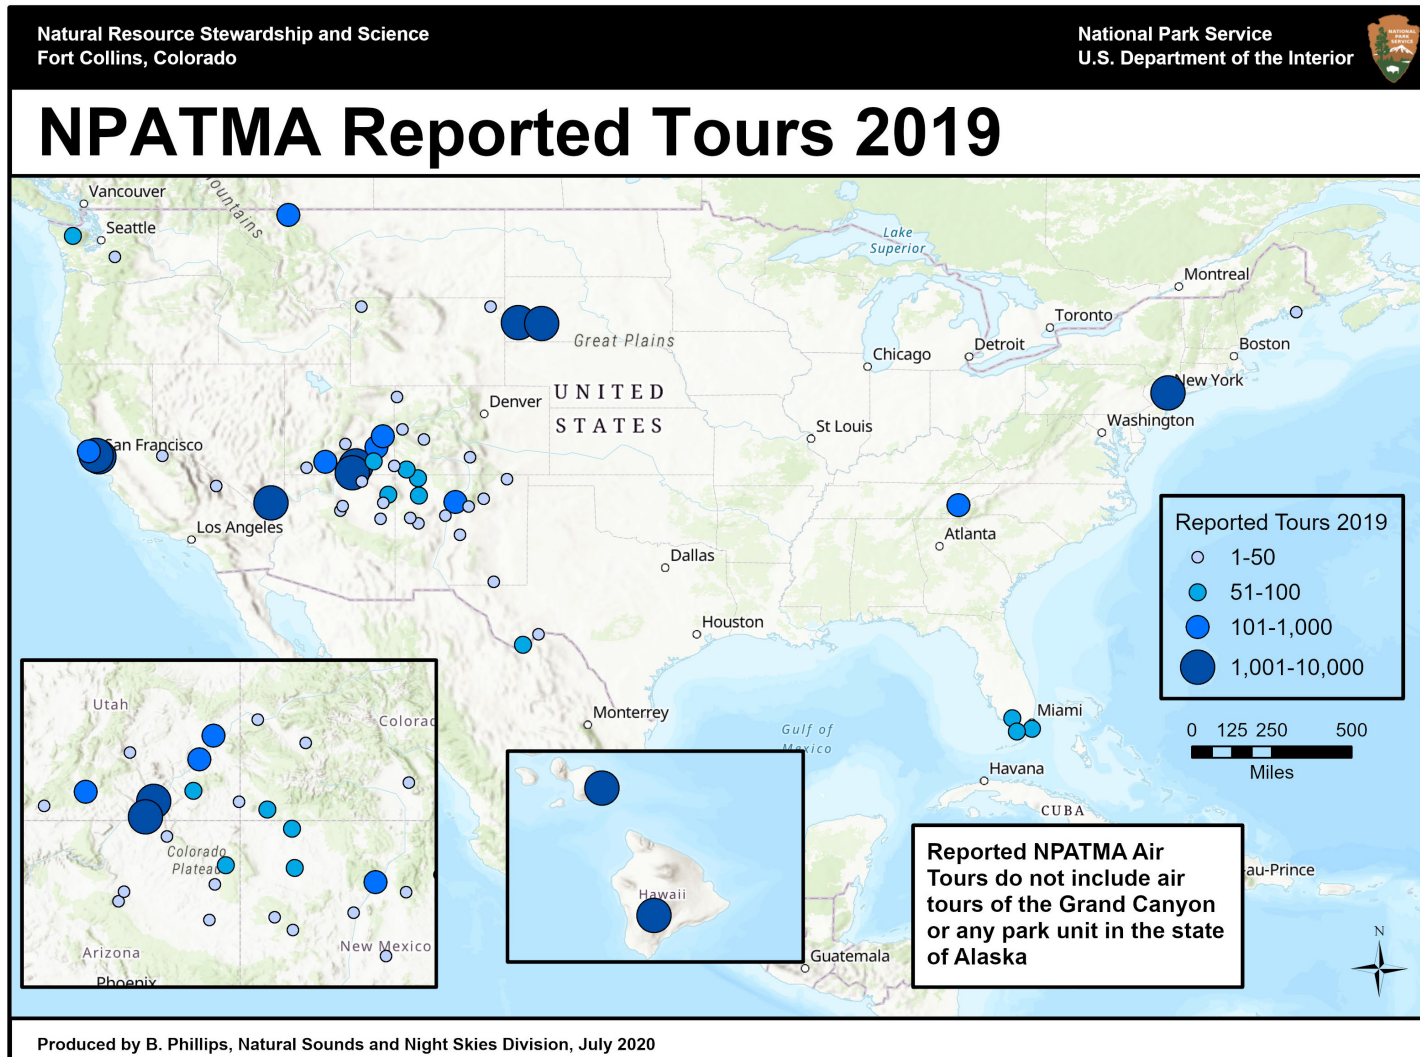 Natural Resource Stewardship and Science
Fort Collins, Colorado
National Park Service
U.S. Department of the Interior
NATIONAL
PARK
SERVICE
NPATMA Reported Tours 2019
Vancouver
ountains
Seattle
Lake
Superior
Montreal
Toronto
Great Plains
Chicago
Detroit
Boston
UNITED
STATES
Denver
New York
Washington
St Louis
San Francisco
Los Angeles
Atlanta
Dallas
Houston
Monterrey
Miami
Gulf of
Mexico
Havana
CUBA
au-Prince
Guatemala
Reported Tours 2019
1-50
51-100
101-1,000
1,001-10,000
0 125 250 500
Miles
Utah
Colorad
Colorado
Plateau
Arizona
New Mexico
Phoenix
Hawaii
Reported NPATMA Air
Tours do not include air
tours of the Grand Canyon
or any park unit in the state
of Alaska
N
Produced by B. Phillips, Natural Sounds and Night Skies Division, July 2020